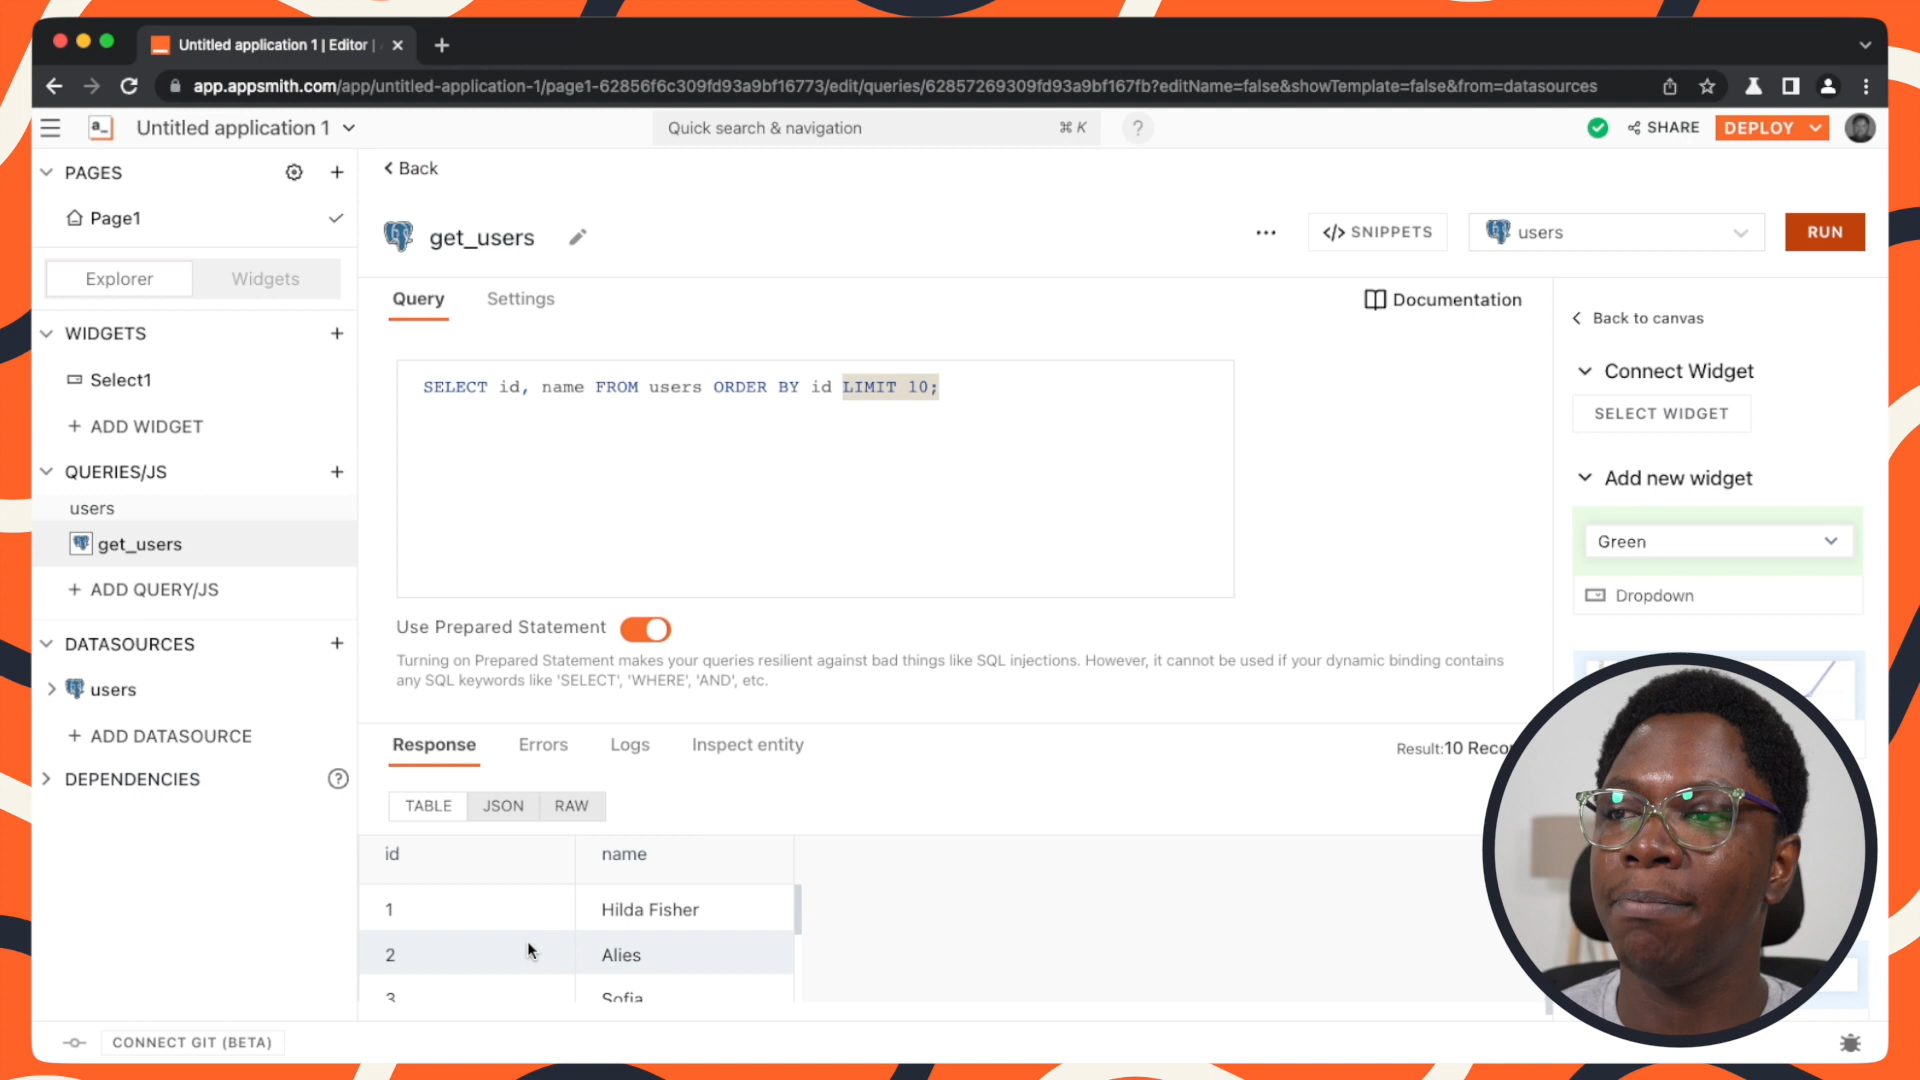 Untitled application 1 | Editor |
app.appsmith.com/app/untitled-application-1/page1-62856f6c309fd93a9bf16773/edit/queries/62857269309fd93a9bf167fb?editName=false&showTemplate=false&from=datasources
a_
Untitled application 1
Quick search & navigation
⌘ K
?
SHARE
DEPLOY
PAGES
Page1
Explorer
Widgets
WIDGETS
Select1
+ ADD WIDGET
QUERIES/JS
users
get_users
+ ADD QUERY/JS
DATASOURCES
users
+ ADD DATASOURCE
DEPENDENCIES
?
Back
get_users
</> SNIPPETS
users
RUN
Query
Settings
Documentation
SELECT id, name FROM users ORDER BY id LIMIT 10;
Use Prepared Statement
Turning on Prepared Statement makes your queries resilient against bad things like SQL injections. However, it cannot be used if your dynamic binding contains
any SQL keywords like 'SELECT', 'WHERE', 'AND', etc.
Response
Errors
Logs
Inspect entity
Result:10 Reco
TABLE
JSON
RAW
id
name
1
Hilda Fisher
2
Alies
3
Sofia
Back to canvas
Connect Widget
SELECT WIDGET
Add new widget
Green
Dropdown
CONNECT GIT (BETA)